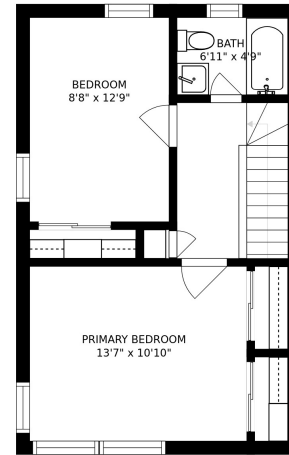 BATH
6'11" x 4'9"
BEDROOM
8'8" x 12'9"
PRIMARY BEDROOM
13'7" x 10'10"